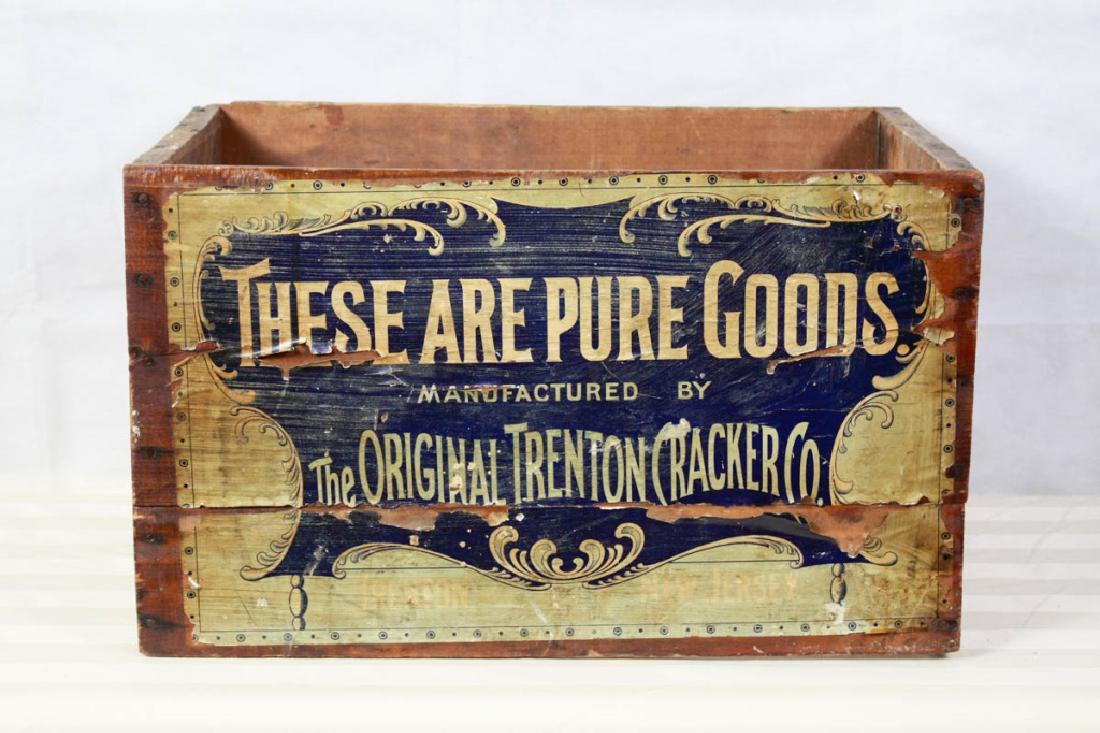 THESE ARE PURE GOODS.
MANUFACTURED BY
The ORIGINAL TRENTON CRACKER CO.
TRENTON NEW JERSEY